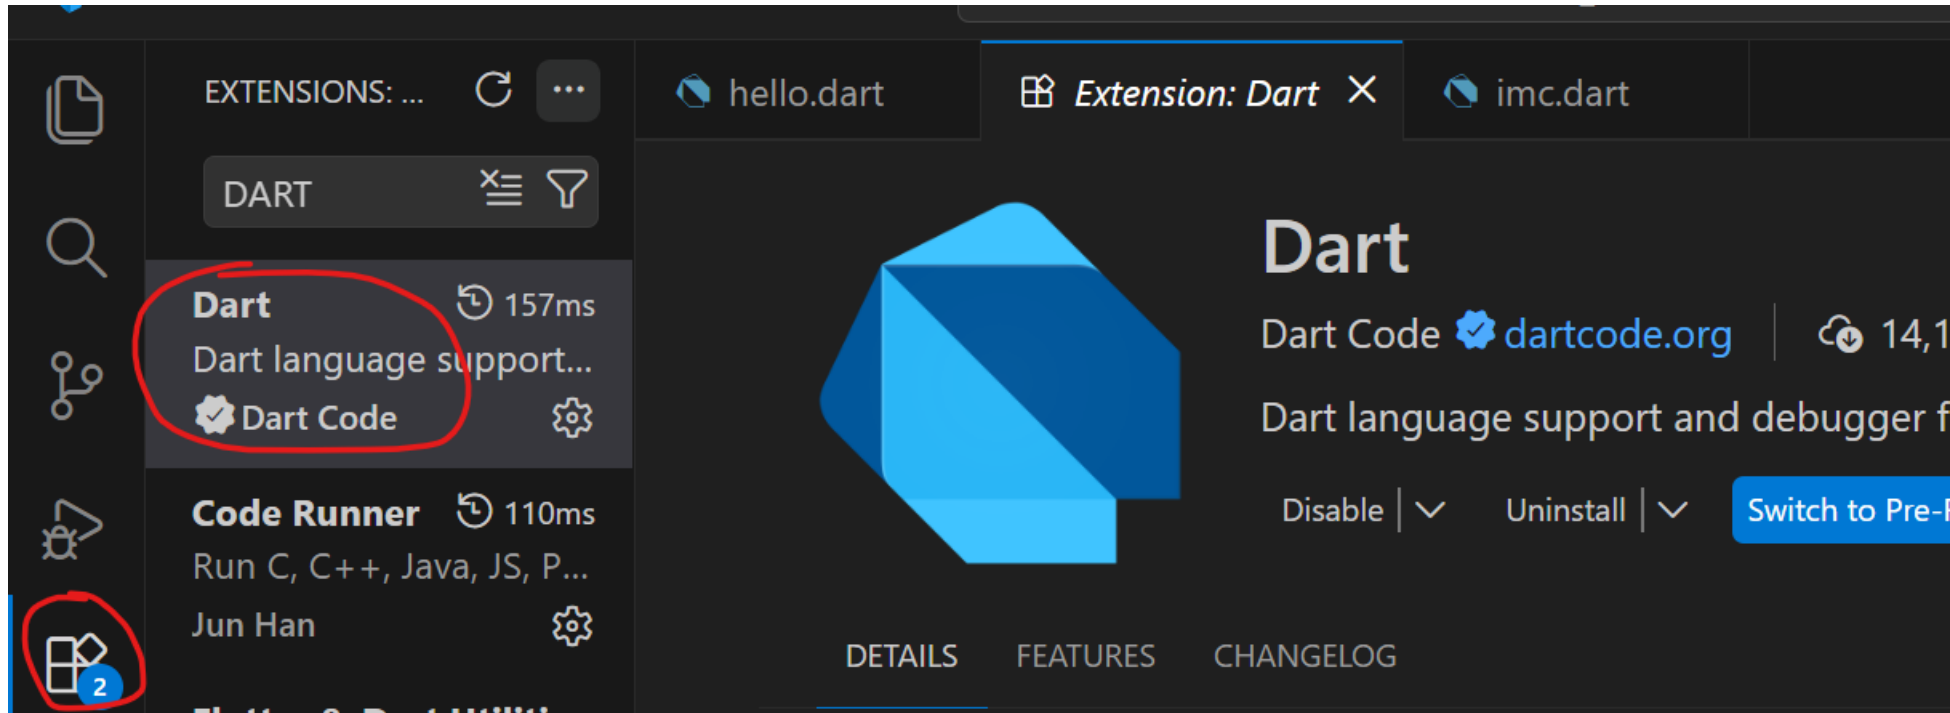 EXTENSIONS: ...
DART
Dart 157ms
Dart language support...
Dart Code
Code Runner 110ms
Run C, C++, Java, JS, P...
Jun Han
2
hello.dart
Extension: Dart
imc.dart
Dart
Dart Code dartcode.org 14,1
Dart language support and debugger f
Disable Uninstall Switch to Pre-
DETAILS FEATURES CHANGELOG